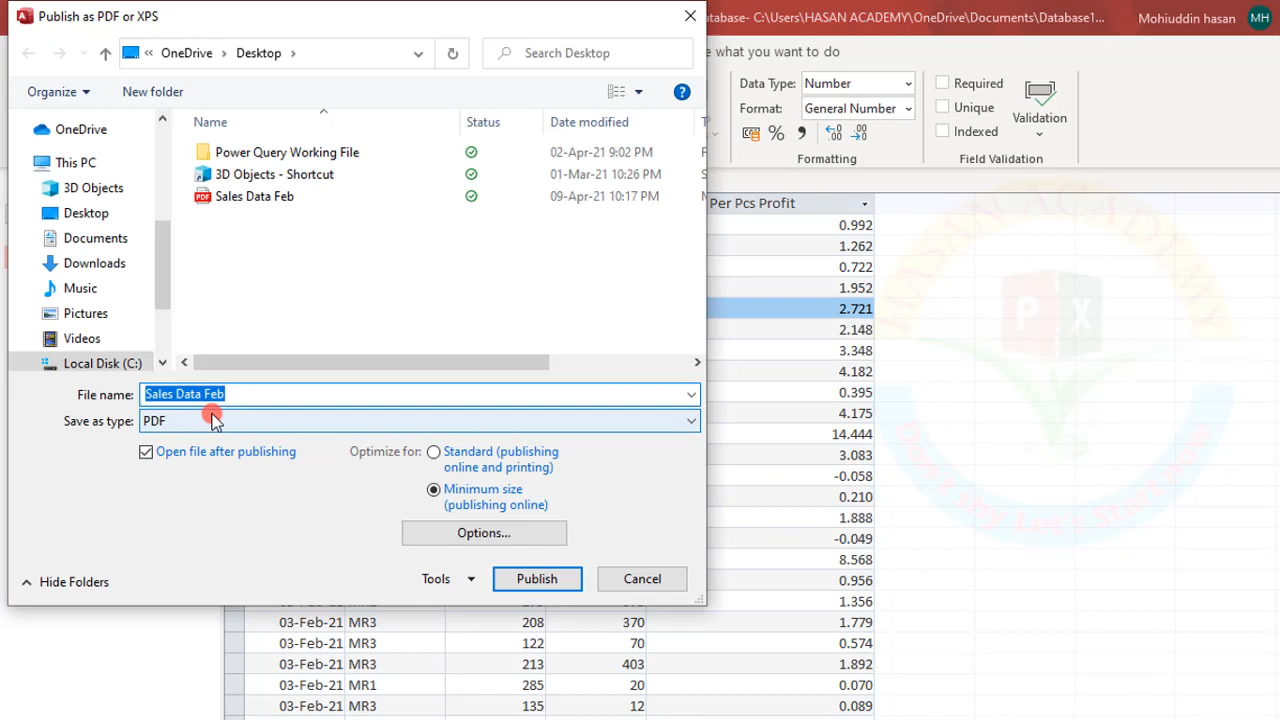 Publish as PDF or XPS
atabase- C:\Users\HASAN ACADEMY\OneDrive\Documents\Database1...
Mohiuddin hasan
MH
« OneDrive › Desktop ›
Search Desktop
e what you want to do
Organize
New folder
?
Data Type: Number
Format: General Number
% 9
Formatting
Required
Unique
Indexed
Validation
Field Validation
OneDrive
This PC
3D Objects
Desktop
Documents
Downloads
Music
Pictures
Videos
Local Disk (C:)
Name
Status
Date modified
Power Query Working File
02-Apr-21 9:02 PM
3D Objects - Shortcut
01-Mar-21 10:26 PM
PDF
Sales Data Feb
09-Apr-21 10:17 PM
File name: Sales Data Feb
Save as type: PDF
Open file after publishing
Optimize for:
Standard (publishing
online and printing)
Minimum size
(publishing online)
Options...
Hide Folders
Tools
Publish
Cancel
Per Pcs Profit
0.992
1.262
0.722
1.952
2.721
2.148
3.348
4.182
0.395
4.175
14.444
3.083
-0.058
0.210
1.888
-0.049
8.568
0.956
1.356
03-Feb-21 MR3 208 370 1.779
03-Feb-21 MR3 122 70 0.574
03-Feb-21 MR3 213 403 1.892
03-Feb-21 MR1 285 20 0.070
03-Feb-21 MR3 135 12 0.089
HASAN ACADEMY
P X